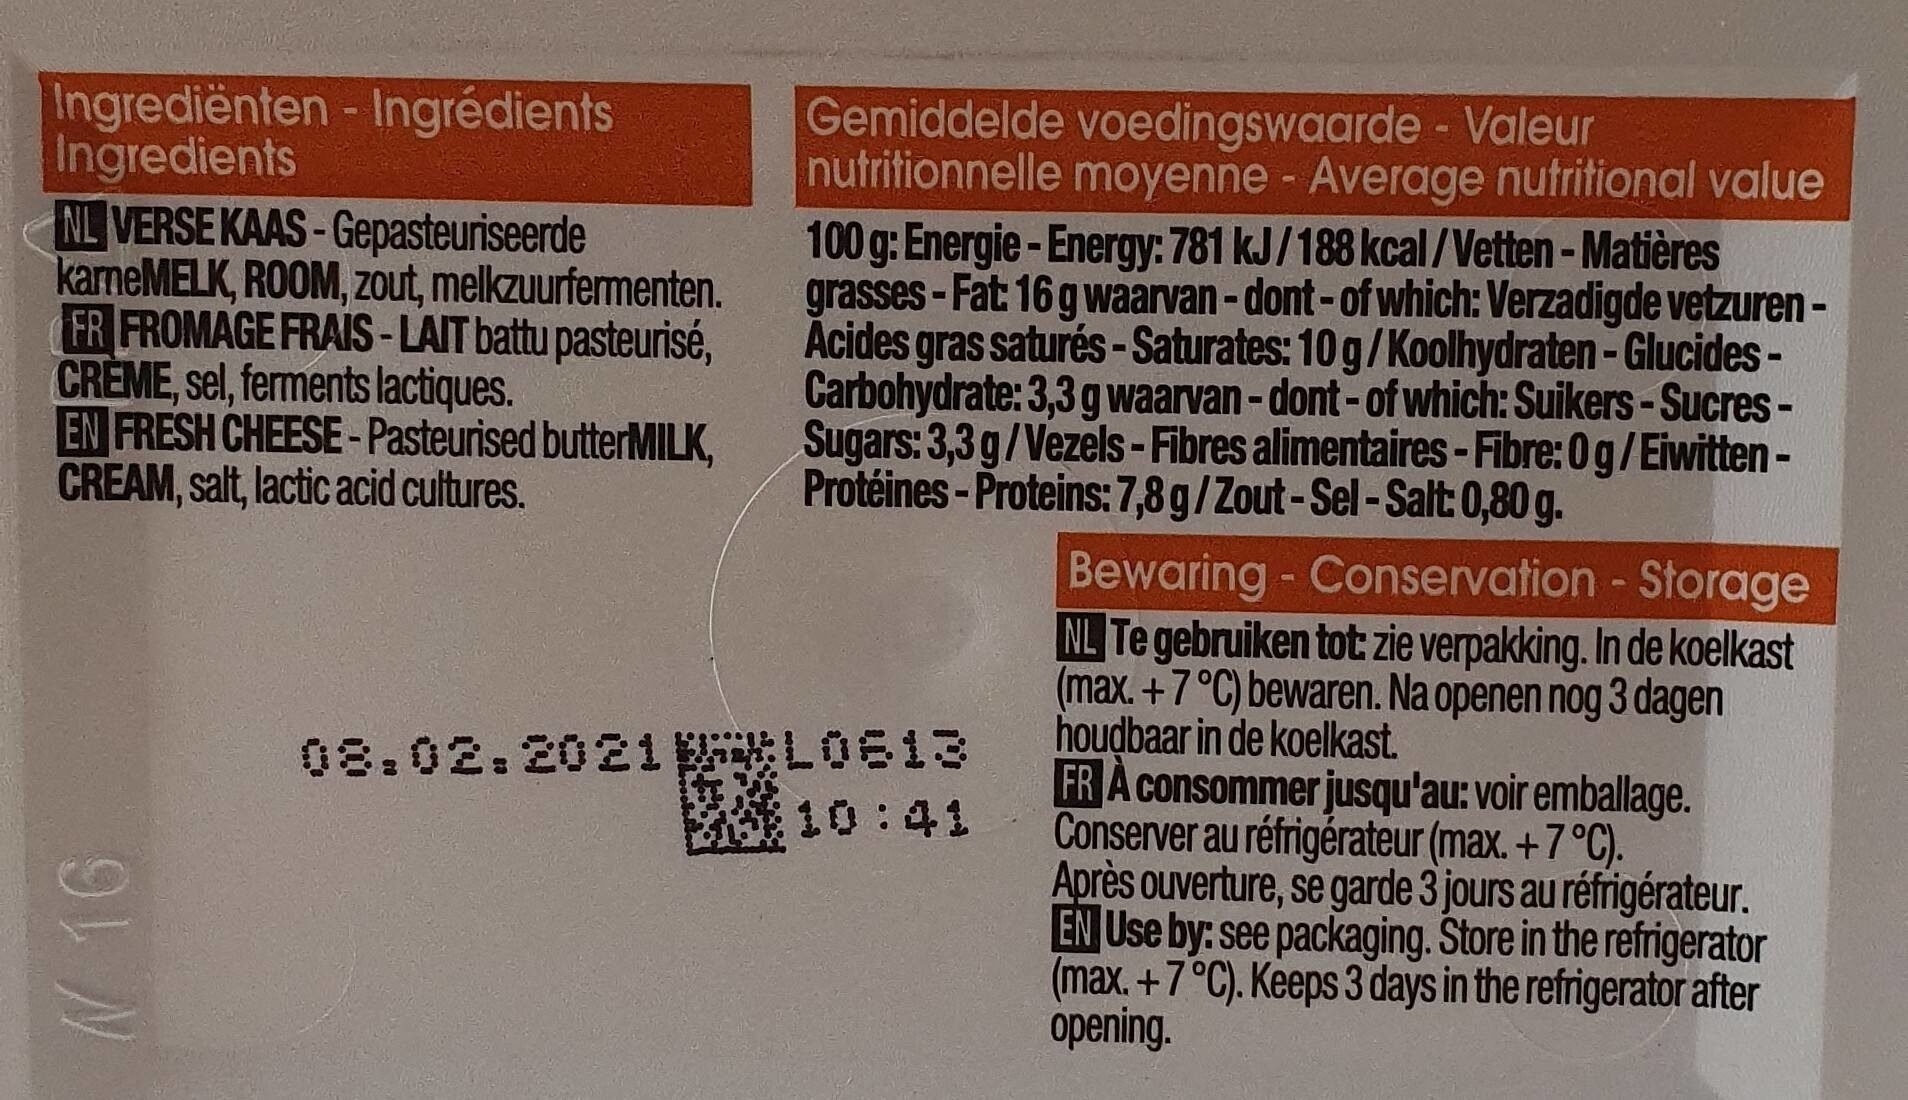 Ingrediënten - Ingrédients
Ingredients
NL VERSE KAAS - Gepasteuriseerde
karneMELK, ROOM, zout, melkzuurfermenten.
FR FROMAGE FRAIS - LAIT battu pasteurisé,
CRÈME, sel, ferments lactiques.
EN FRESH CHEESE - Pasteurised butterMILK,
CREAM, salt, lactic acid cultures.
Gemiddelde voedingswaarde - Valeur
nutritionnelle moyenne - Average nutritional value
100 g: Energie - Energy: 781 kJ / 188 kcal / Vetten - Matières
grasses - Fat: 16 g waarvan - dont - of which: Verzadigde vetzuren -
Acides gras saturés - Saturates: 10 g / Koolhydraten - Glucides -
Carbohydrate: 3,3 g waarvan - dont - of which: Suikers - Sucres -
Sugars: 3,3 g / Vezels - Fibres alimentaires - Fibre: 0 g / Eiwitten -
Protéines - Proteins: 7,8 g / Zout - Sel - Salt: 0,80 g.
Bewaring - Conservation - Storage
NL Te gebruiken tot: zie verpakking. In de koelkast
(max. + 7 °C) bewaren. Na openen nog 3 dagen
houdbaar in de koelkast.
FR À consommer jusqu'au: voir emballage.
Conserver au réfrigérateur (max. + 7 °C).
Après ouverture, se garde 3 jours au réfrigérateur.
EN Use by: see packaging. Store in the refrigerator
(max. + 7 °C). Keeps 3 days in the refrigerator after
opening.
08.02.2021 L0613
10:41
N 16